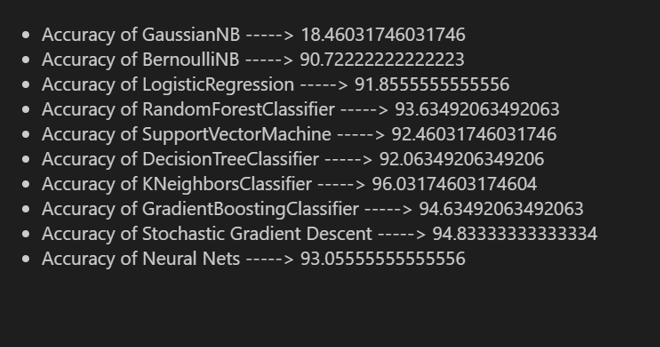 • Accuracy of GaussianNB -----> 18.46031746031746
• Accuracy of BernoulliNB -----> 90.72222222222223
• Accuracy of LogisticRegression -----> 91.8555555555556
• Accuracy of RandomForestClassifier -----> 93.63492063492063
• Accuracy of SupportVectorMachine -----> 92.46031746031746
• Accuracy of DecisionTreeClassifier -----> 92.06349206349206
• Accuracy of KNeighborsClassifier -----> 96.03174603174604
• Accuracy of GradientBoostingClassifier -----> 94.63492063492063
• Accuracy of Stochastic Gradient Descent -----> 94.83333333333334
• Accuracy of Neural Nets -----> 93.05555555555556